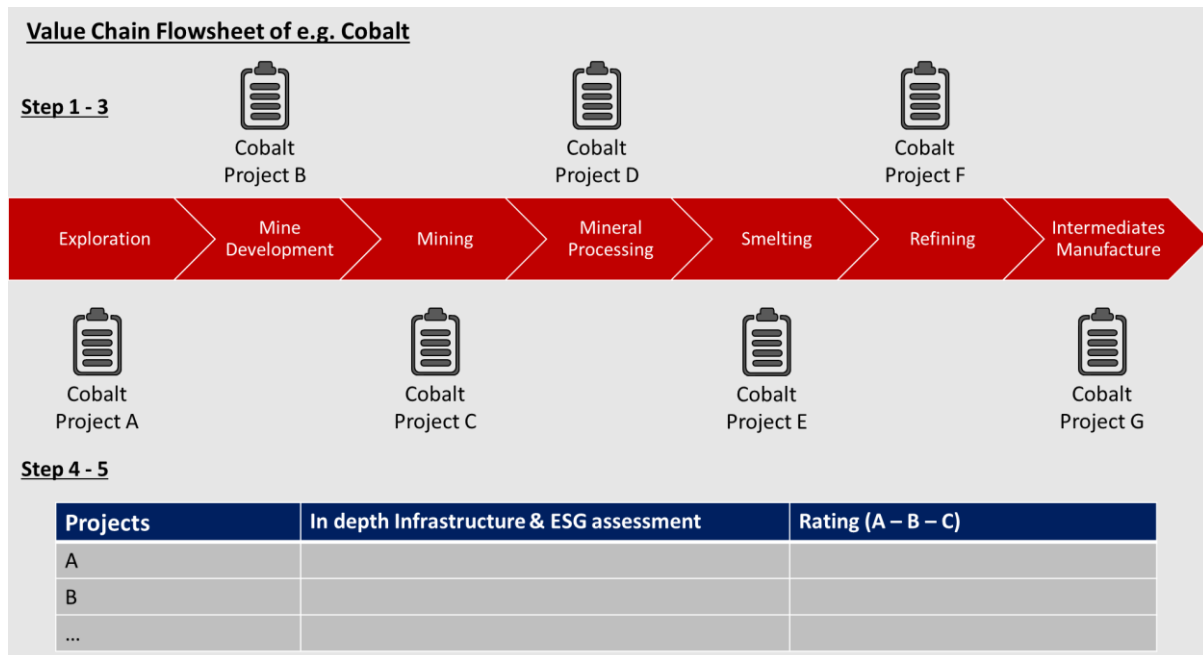 Value Chain Flowsheet of e.g. Cobalt
Step 1 - 3
Cobalt
Project B
Cobalt
Project D
Cobalt
Project F
Exploration
Mine
Development
Mining
Mineral
Processing
Smelting
Refining
Intermediates
Manufacture
Cobalt
Project A
Cobalt
Project C
Cobalt
Project E
Cobalt
Project G
Step 4 - 5
Projects
In depth Infrastructure & ESG assessment
Rating (A – B – C)
A
B
...